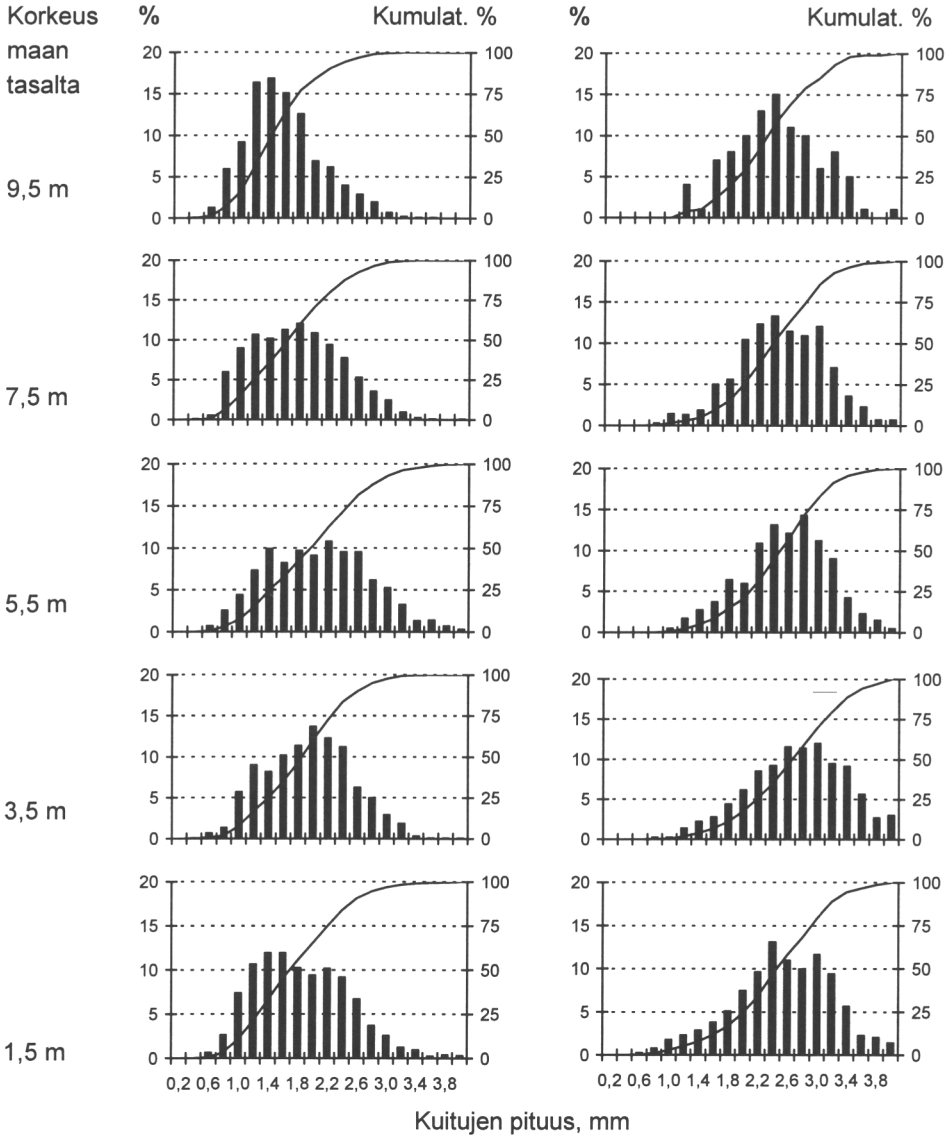 Korkeus % Kumulat. % % Kumulat. %
maan
tasalta
20 100 20 100
15 75 15 75
10 50 10 50
5 25 5 25
0 0 0 0
9,5 m
20 100 20 100
15 75 15 75
10 50 10 50
5 25 5 25
0 0 0 0
7,5 m
20 100 20 100
15 75 15 75
10 50 10 50
5 25 5 25
0 0 0 0
5,5 m
20 100 20 100
15 75 15 75
10 50 10 50
5 25 5 25
0 0 0 0
3,5 m
20 100 20 100
15 75 15 75
10 50 10 50
5 25 5 25
0 0 0 0
1,5 m
0,2 0,6 1,0 1,4 1,8 2,2 2,6 3,0 3,4 3,8 0,2 0,6 1,0 1,4 1,8 2,2 2,6 3,0 3,4 3,8
Kuitujen pituus, mm